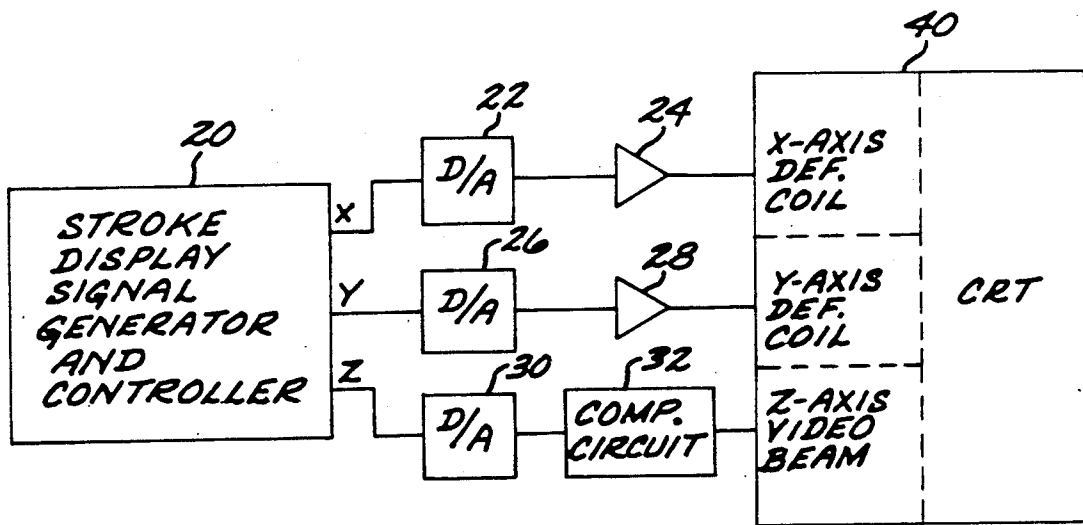 40
22
24
20
D/A
X-AXIS
DEF.
COIL
X
STROKE
DISPLAY
SIGNAL
GENERATOR
AND
CONTROLLER
26
28
Y
D/A
Y-AXIS
DEF.
COIL
CRT
Z
30
32
D/A
COMP.
CIRCUIT
Z-AXIS
VIDEO
BEAM